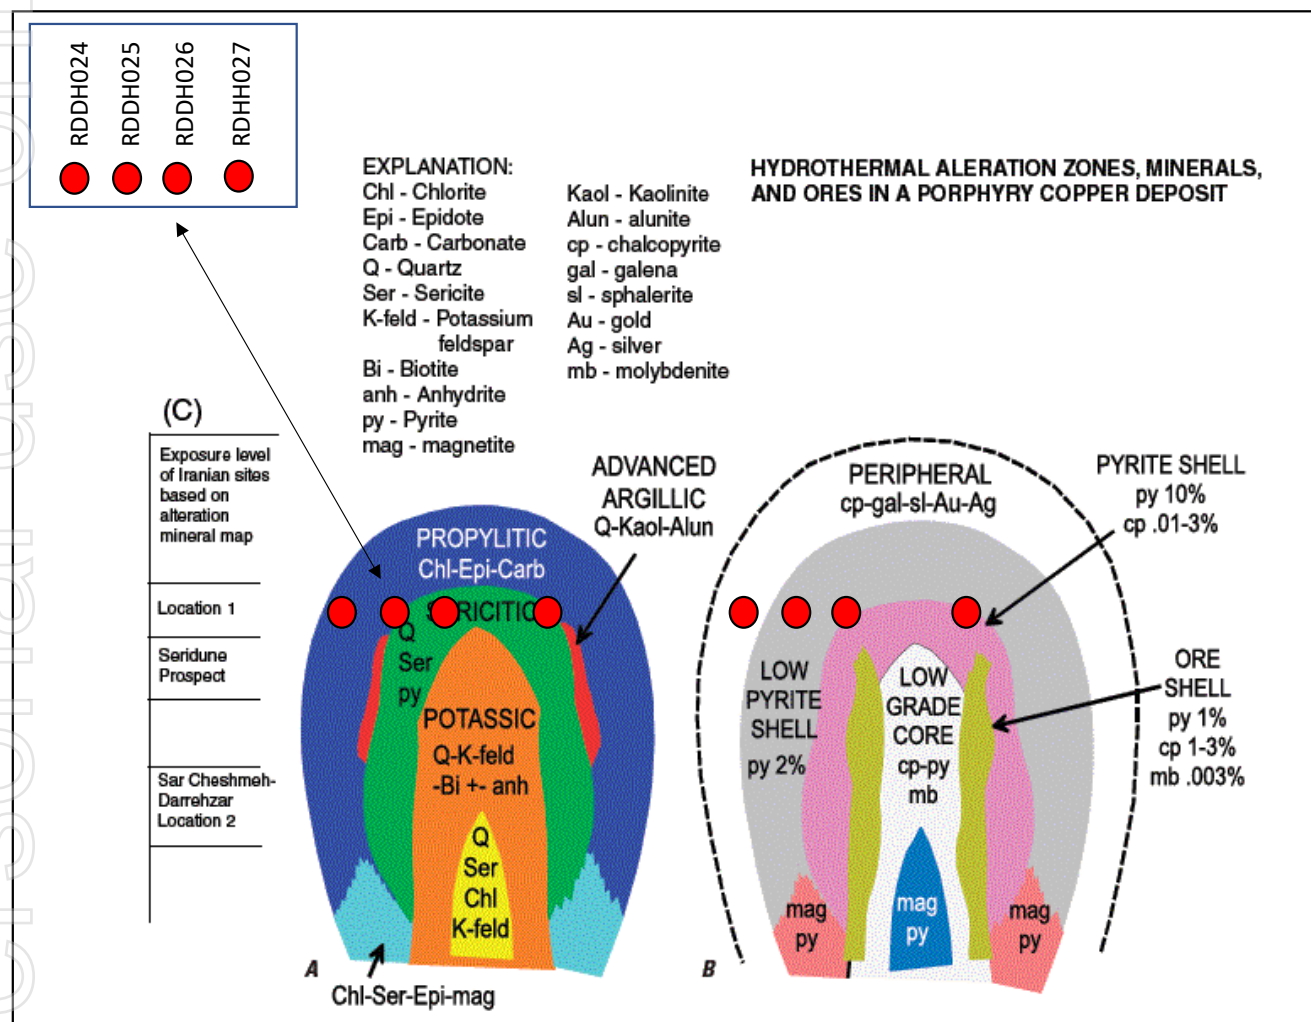 RDDH024
RDDH025
RDDH026
RDHH027
EXPLANATION:
Chl - Chlorite
Epi - Epidote
Carb - Carbonate
Q - Quartz
Ser - Sericite
K-feld - Potassium
feldspar
Bi - Biotite
anh - Anhydrite
py - Pyrite
mag - magnetite
Kaol - Kaolinite
Alun - alunite
cp - chalcopyrite
gal - galena
sl - sphalerite
Au - gold
Ag - silver
mb - molybdenite
HYDROTHERMAL ALERATION ZONES, MINERALS,
AND ORES IN A PORPHYRY COPPER DEPOSIT
(C)
Exposure level
of Iranian sites
based on
alteration
mineral map
Location 1
Seridune
Prospect
Sar Cheshmeh-
Darrehzar
Location 2
ADVANCED
ARGILLIC
Q-Kaol-Alun
PROPYLITIC
Chl-Epi-Carb
SERICITIC
Q
Ser
py
POTASSIC
Q-K-feld
-Bi +- anh
Q
Ser
Chl
K-feld
A
Chl-Ser-Epi-mag
PERIPHERAL
cp-gal-sl-Au-Ag
PYRITE SHELL
py 10%
cp .01-3%
LOW
PYRITE
SHELL
py 2%
LOW
GRADE
CORE
cp-py
mb
ORE
SHELL
py 1%
cp 1-3%
mb .003%
mag
py
mag
py
mag
py
B